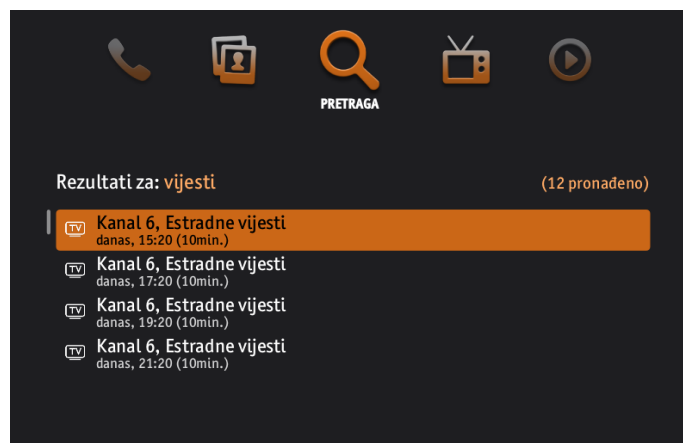 PRETRAGA
Rezultati za: vijesti (12 pronađeno)
TV Kanal 6, Estradne vijesti
danas, 15:20 (10min.)
TV Kanal 6, Estradne vijesti
danas, 17:20 (10min.)
TV Kanal 6, Estradne vijesti
danas, 19:20 (10min.)
TV Kanal 6, Estradne vijesti
danas, 21:20 (10min.)